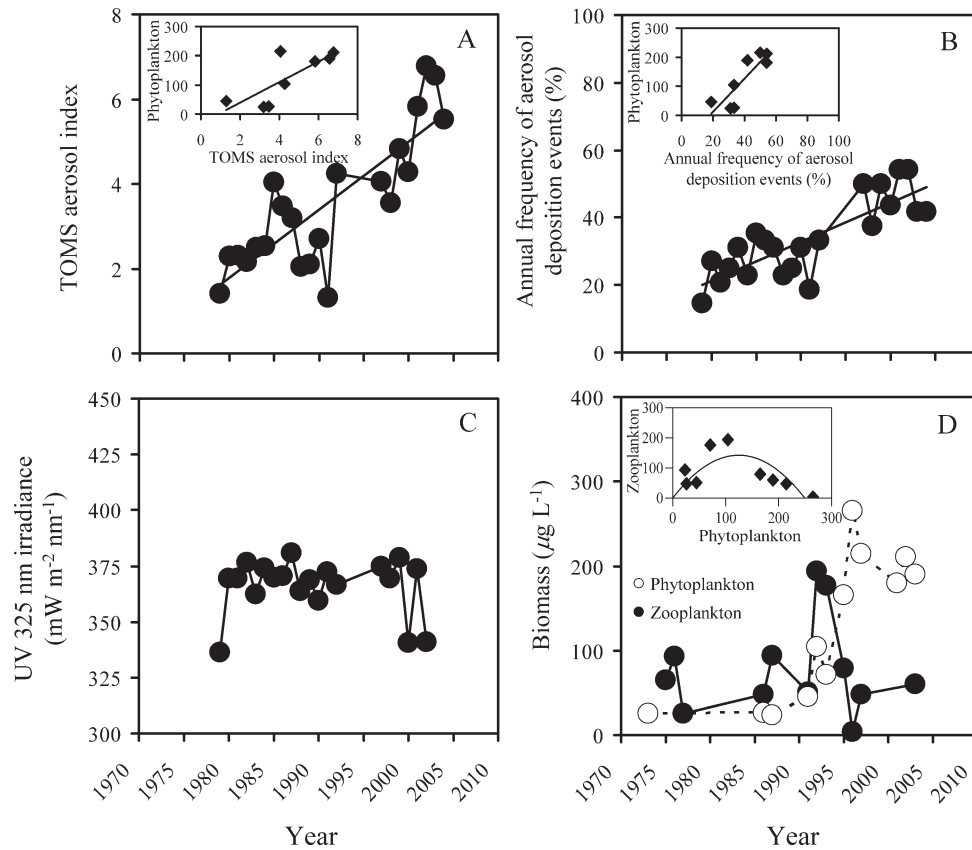 A
TOMS aerosol index
8
6
4
2
0
Phytoplankton
300
200
100
0
0 2 4 6 8
TOMS aerosol index
B
Annual frequency of aerosol
deposition events (%)
100
80
60
40
20
0
Phytoplankton
300
200
100
0
0 20 40 60 80 100
Annual frequency of aerosol
deposition events (%)
C
UV 325 nm irradiance
(mW m-2 nm-1)
450
425
400
375
350
325
300
1970 1975 1980 1985 1990 1995 2000 2005 2010
Year
D
Biomass (µg L-1)
400
300
200
100
0
Zooplankton
300
200
100
0
0 100 200 300
Phytoplankton
Phytoplankton
Zooplankton
1970 1975 1980 1985 1990 1995 2000 2005 2010
Year